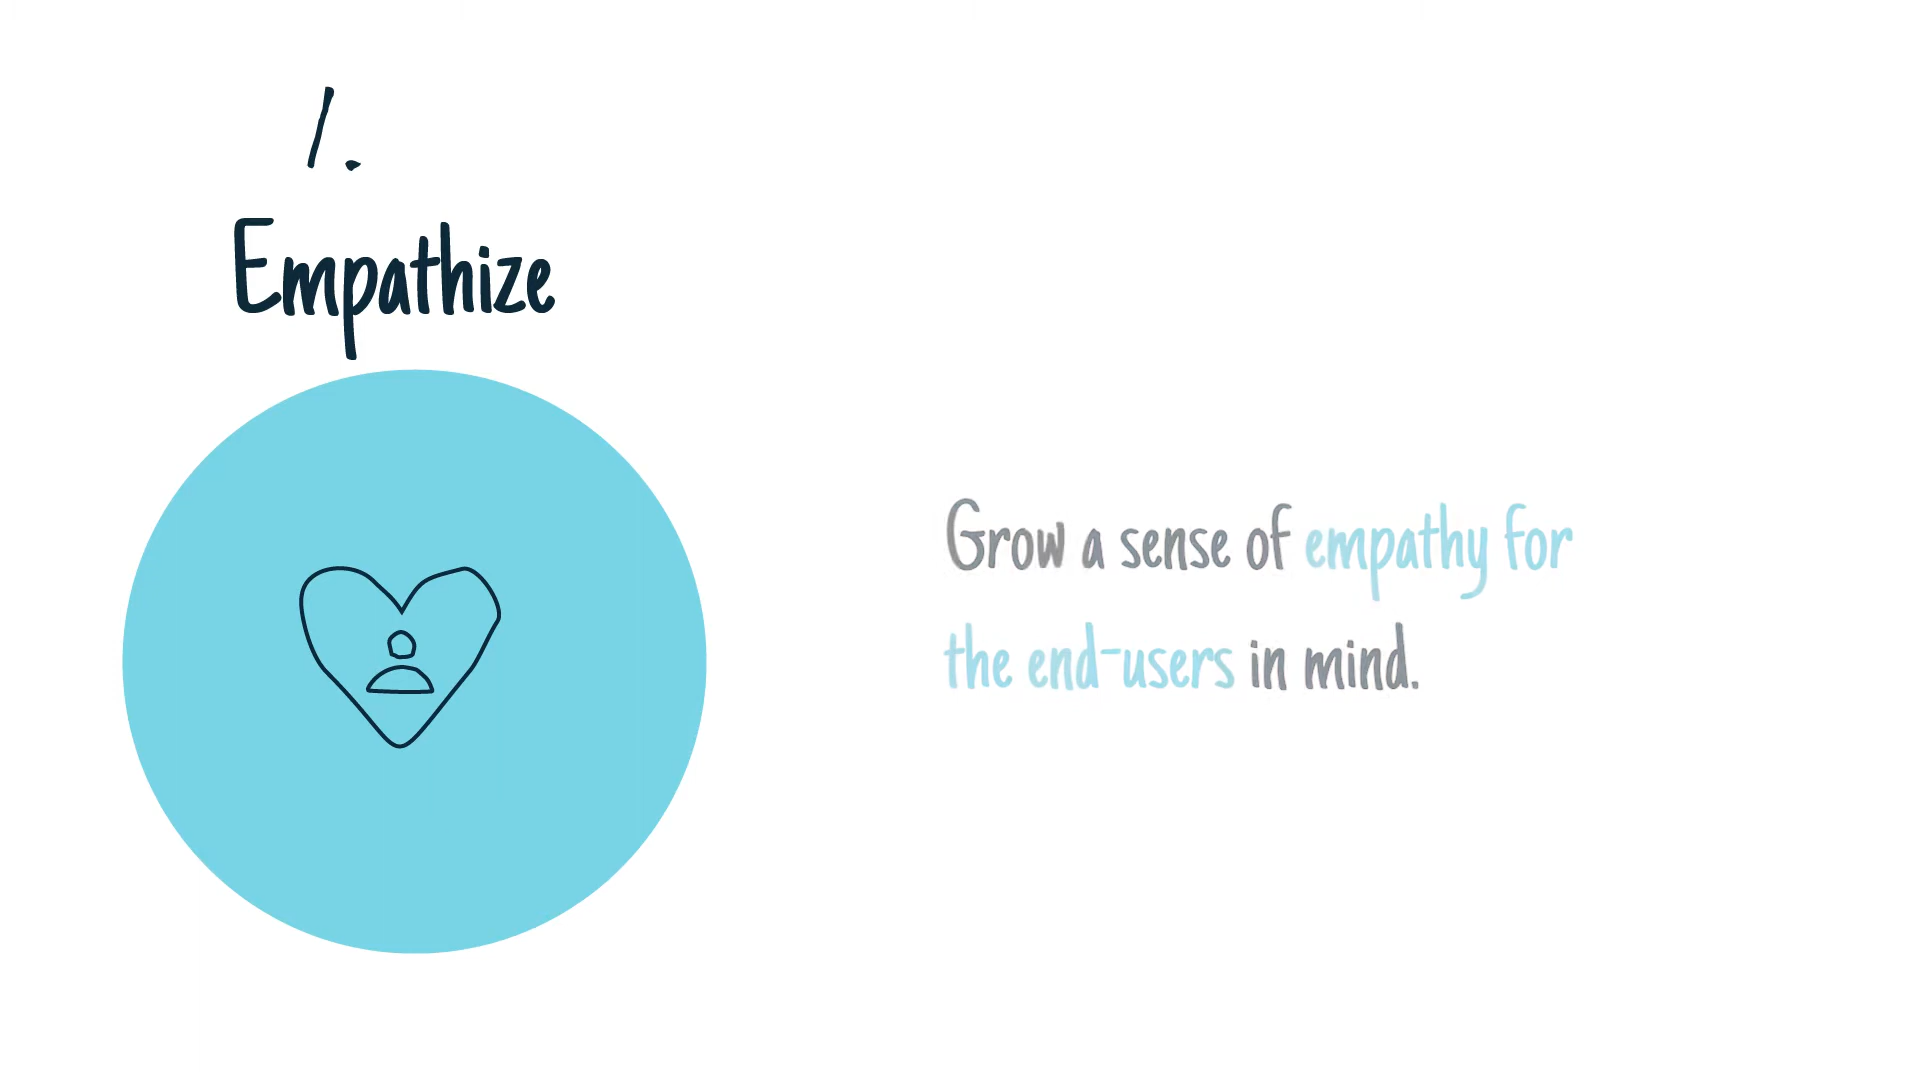 1.
Empathize
Grow a sense of empathy for
the end-users in mind.